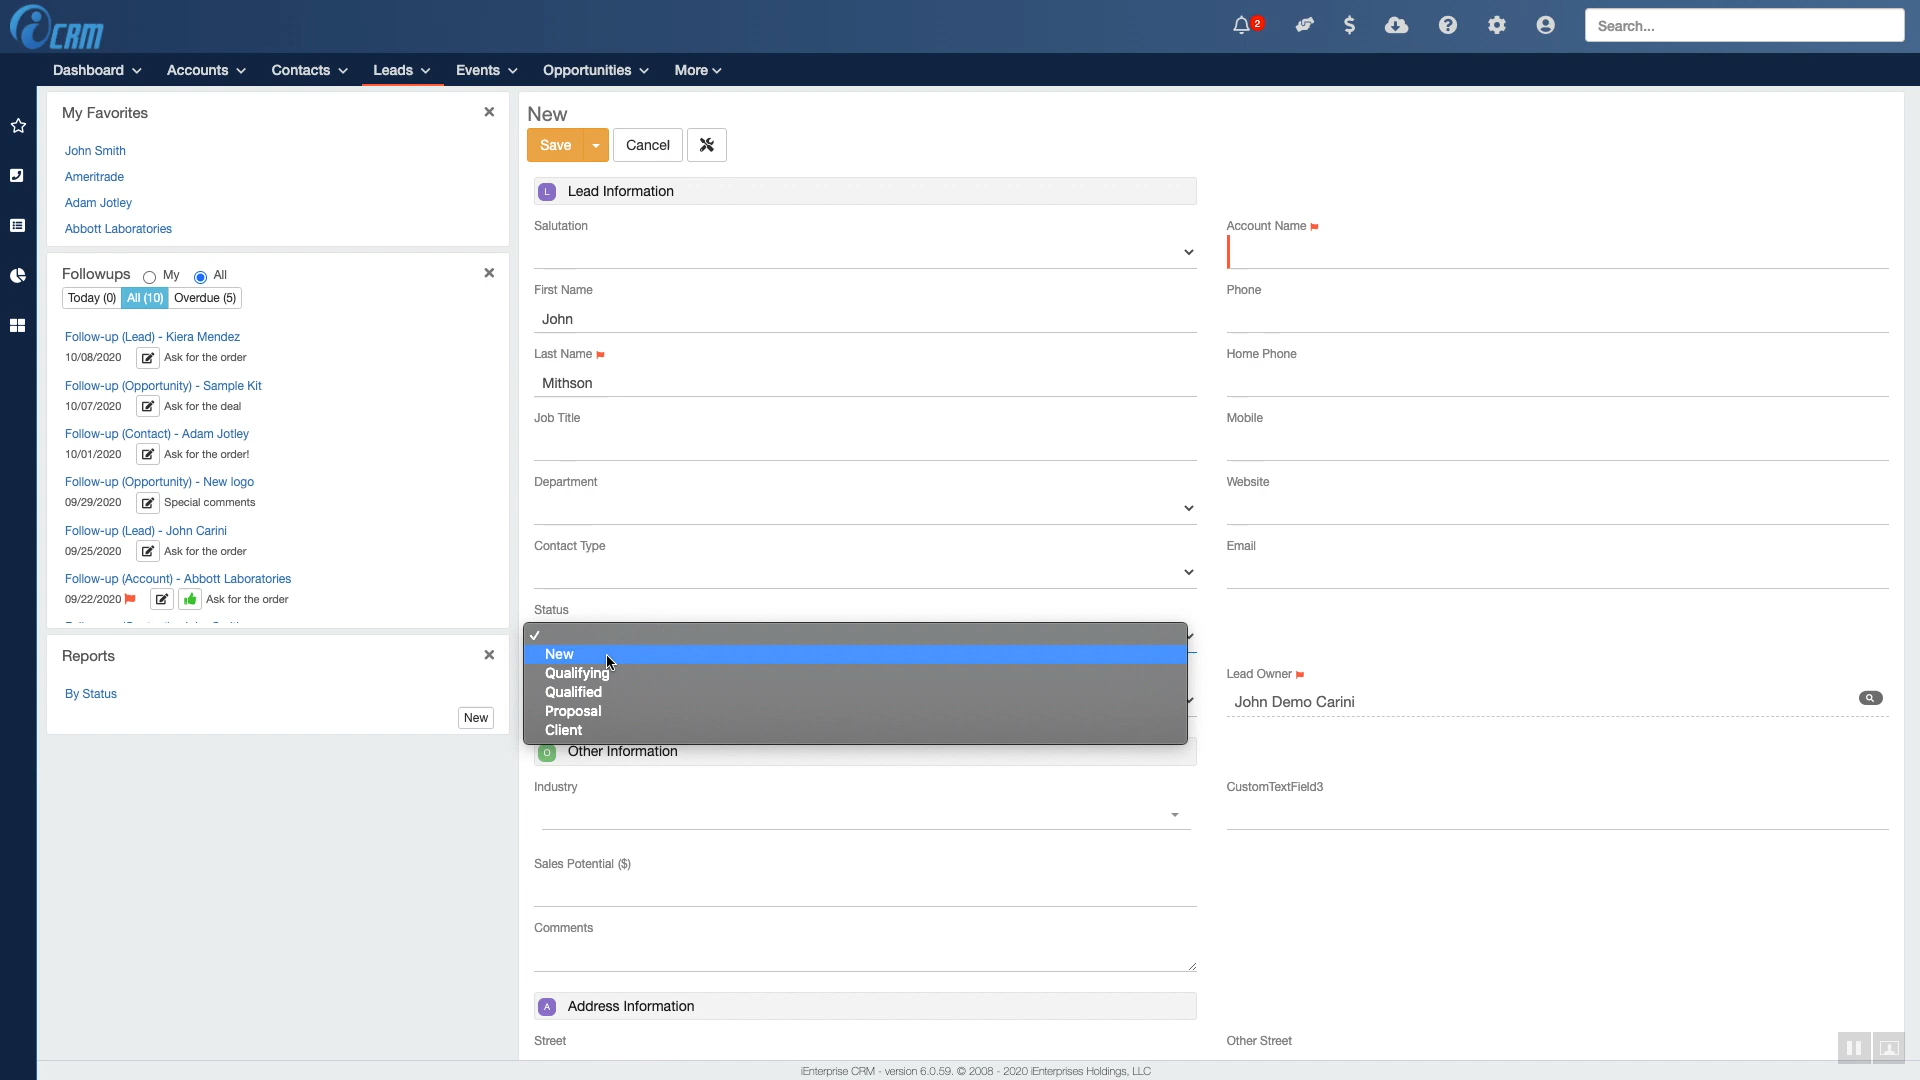 iCRM
2
Search...
Dashboard
Accounts
Contacts
Leads
Events
Opportunities
More
My Favorites
John Smith
Ameritrade
Adam Jotley
Abbott Laboratories
Followups
My
All
Today (0)
All (10)
Overdue (5)
Follow-up (Lead) - Kiera Mendez
10/08/2020
Ask for the order
Follow-up (Opportunity) - Sample Kit
10/07/2020
Ask for the deal
Follow-up (Contact) - Adam Jotley
10/01/2020
Ask for the order!
Follow-up (Opportunity) - New logo
09/29/2020
Special comments
Follow-up (Lead) - John Carini
09/25/2020
Ask for the order
Follow-up (Account) - Abbott Laboratories
09/22/2020
Ask for the order
Reports
By Status
New
New
Save
Cancel
L
Lead Information
Salutation
Account Name
First Name
John
Phone
Last Name
Mithson
Home Phone
Job Title
Mobile
Department
Website
Contact Type
Email
Status
New
Qualifying
Qualified
Proposal
Client
Lead Owner
John Demo Carini
O
Other Information
Industry
CustomTextField3
Sales Potential ($)
Comments
A
Address Information
Street
Other Street
iEnterprise CRM - version 6.0.59. © 2008 - 2020 iEnterprises Holdings, LLC